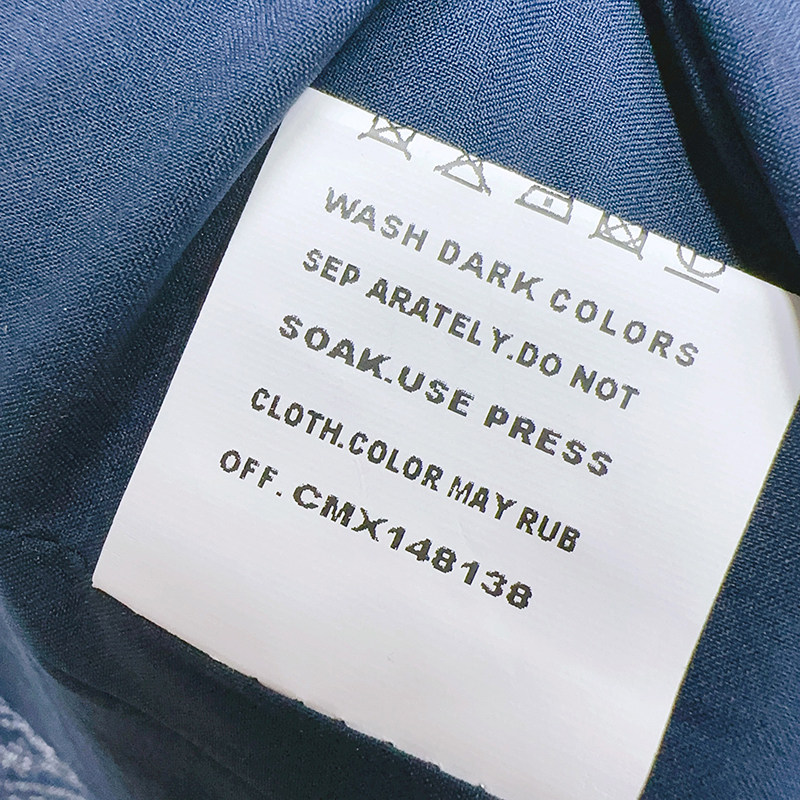 WASH DARK COLORS
SEP ARATELY.DO NOT
SOAK.USE PRESS
CLOTH.COLOR MAY RUB
OFF. CMX148138